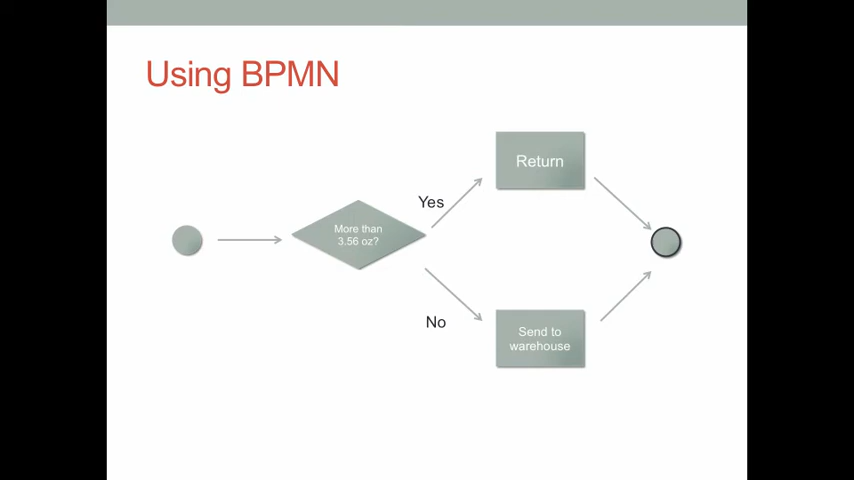 Using BPMN
Return
Yes
More than
3.56 oz?
No
Send to
warehouse